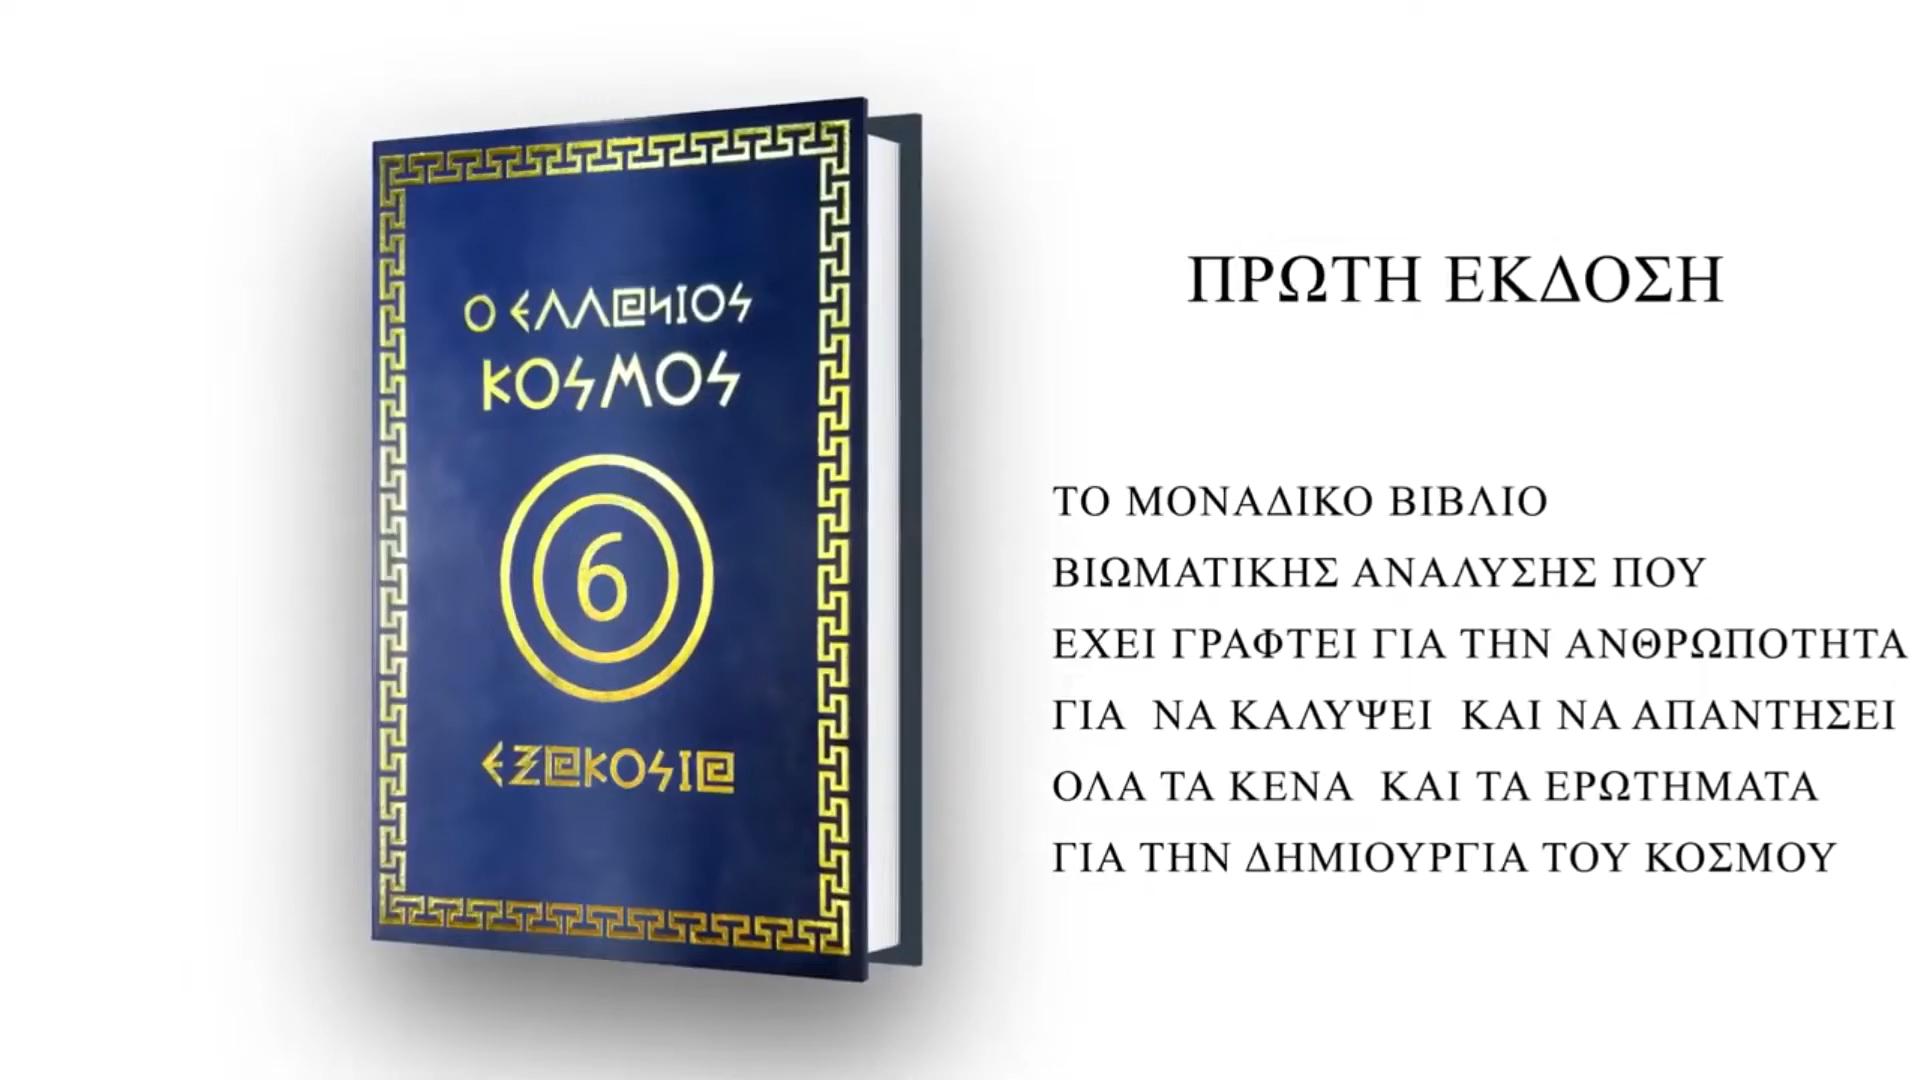 Ο ΕΛΛΑΝΙΟΣ
ΚΟΣΜΟΣ
6
ΕΞΑΚΟΣΙΑ
ΠΡΩΤΗ ΕΚΔΟΣΗ
ΤΟ ΜΟΝΑΔΙΚΟ ΒΙΒΛΙΟ
ΒΙΩΜΑΤΙΚΗΣ ΑΝΑΛΥΣΗΣ ΠΟΥ
ΕΧΕΙ ΓΡΑΦΤΕΙ ΓΙΑ ΤΗΝ ΑΝΘΡΩΠΟΤΗΤΑ
ΓΙΑ ΝΑ ΚΑΛΥΨΕΙ ΚΑΙ ΝΑ ΑΠΑΝΤΗΣΕΙ
ΟΛΑ ΤΑ ΚΕΝΑ ΚΑΙ ΤΑ ΕΡΩΤΗΜΑΤΑ
ΓΙΑ ΤΗΝ ΔΗΜΙΟΥΡΓΙΑ ΤΟΥ ΚΟΣΜΟΥ